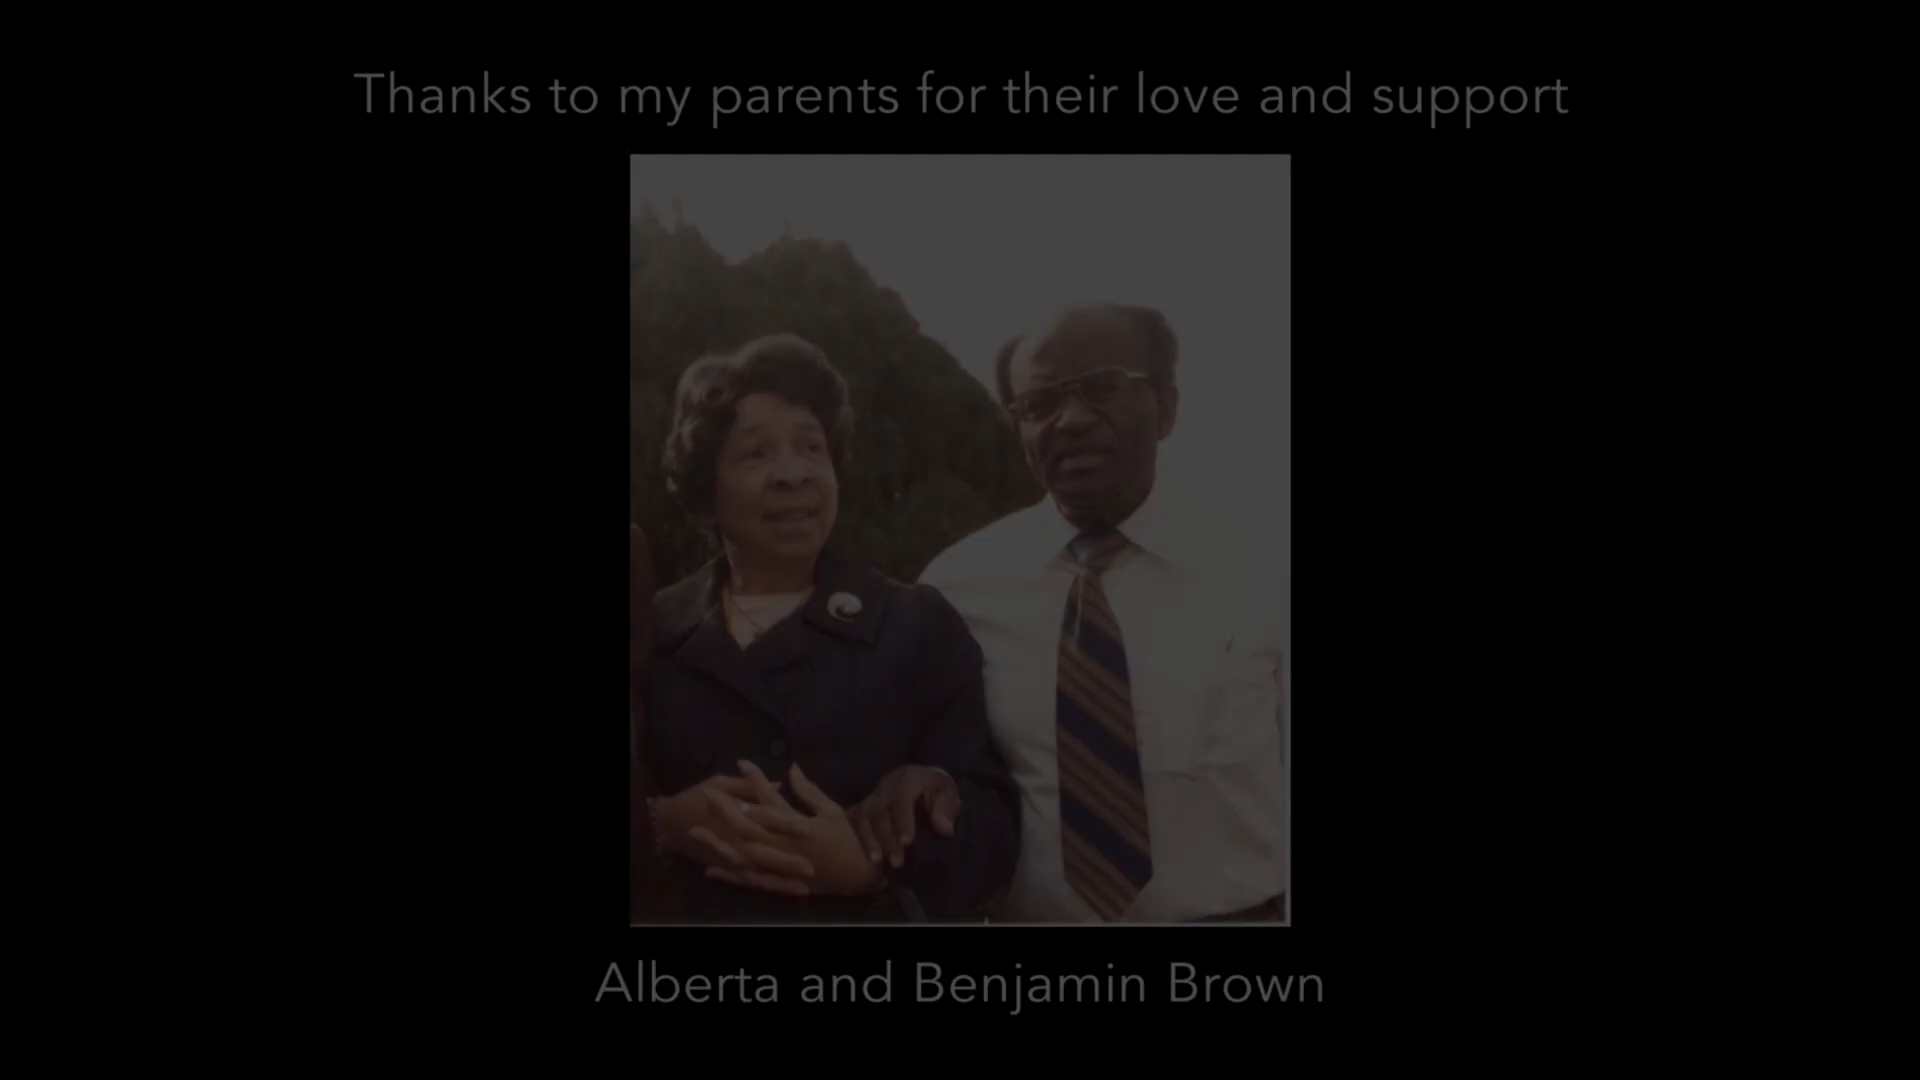 Thanks to my parents for their love and support
Alberta and Benjamin Brown